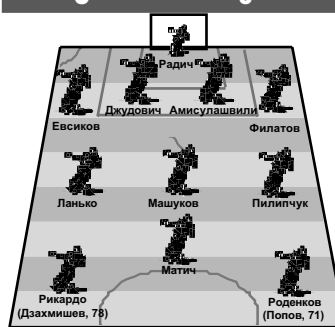 Радич
Джудович Амисулашвили
Евсиков Филатов
Ланько Машуков Пилипчук
Матич
Рикардо Роденков
(Дзахмишев, 78) (Попов, 71)